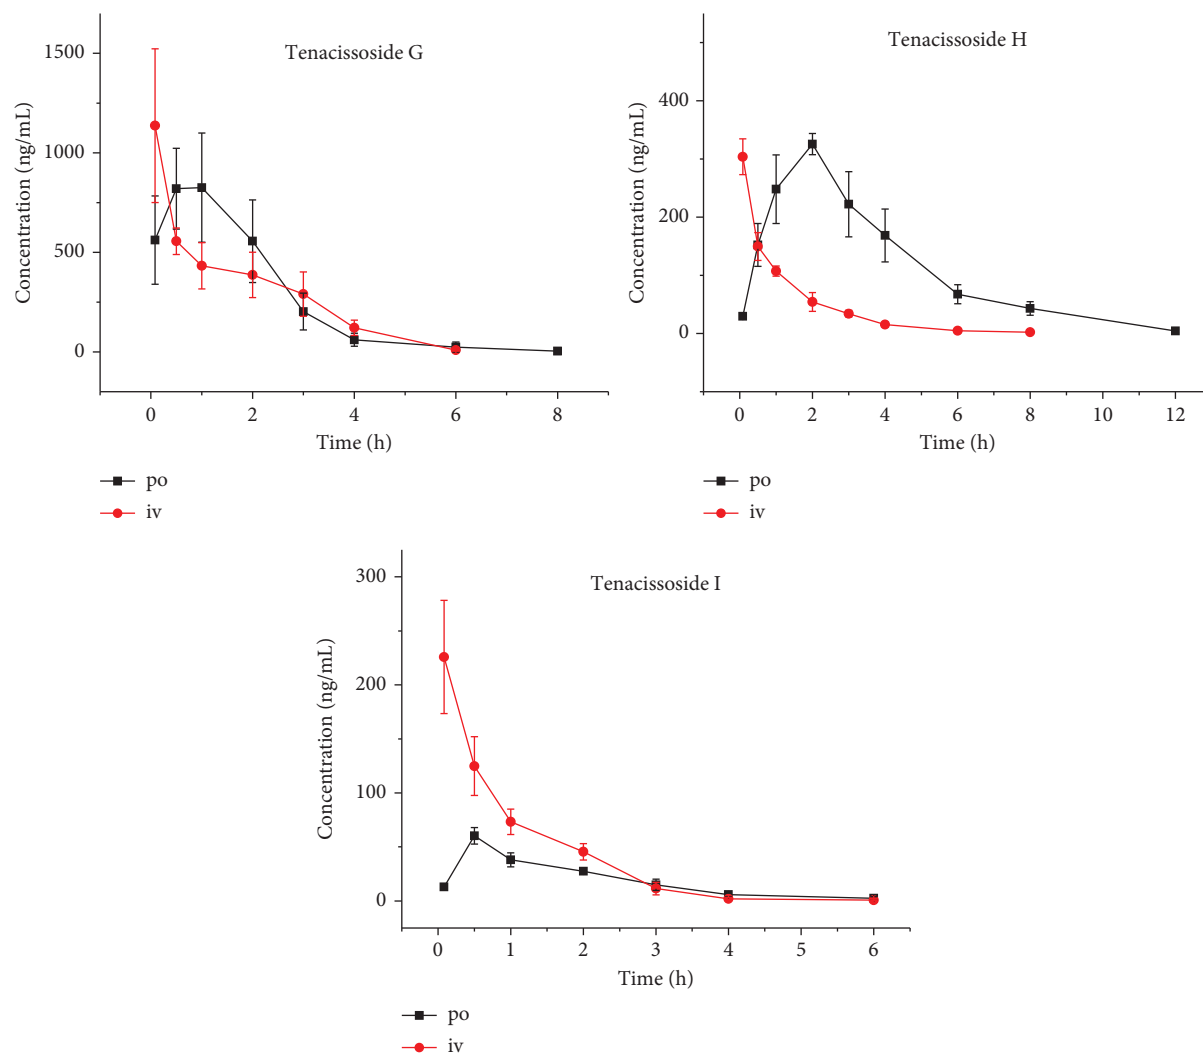 Tenacissoside G
Concentration (ng/mL)
1500
1000
500
0
0 2 4 6 8
Time (h)
po
iv
Tenacissoside H
Concentration (ng/mL)
400
200
0
0 2 4 6 8 10 12
Time (h)
po
iv
Tenacissoside I
Concentration (ng/mL)
300
200
100
0
0 1 2 3 4 5 6
Time (h)
po
iv